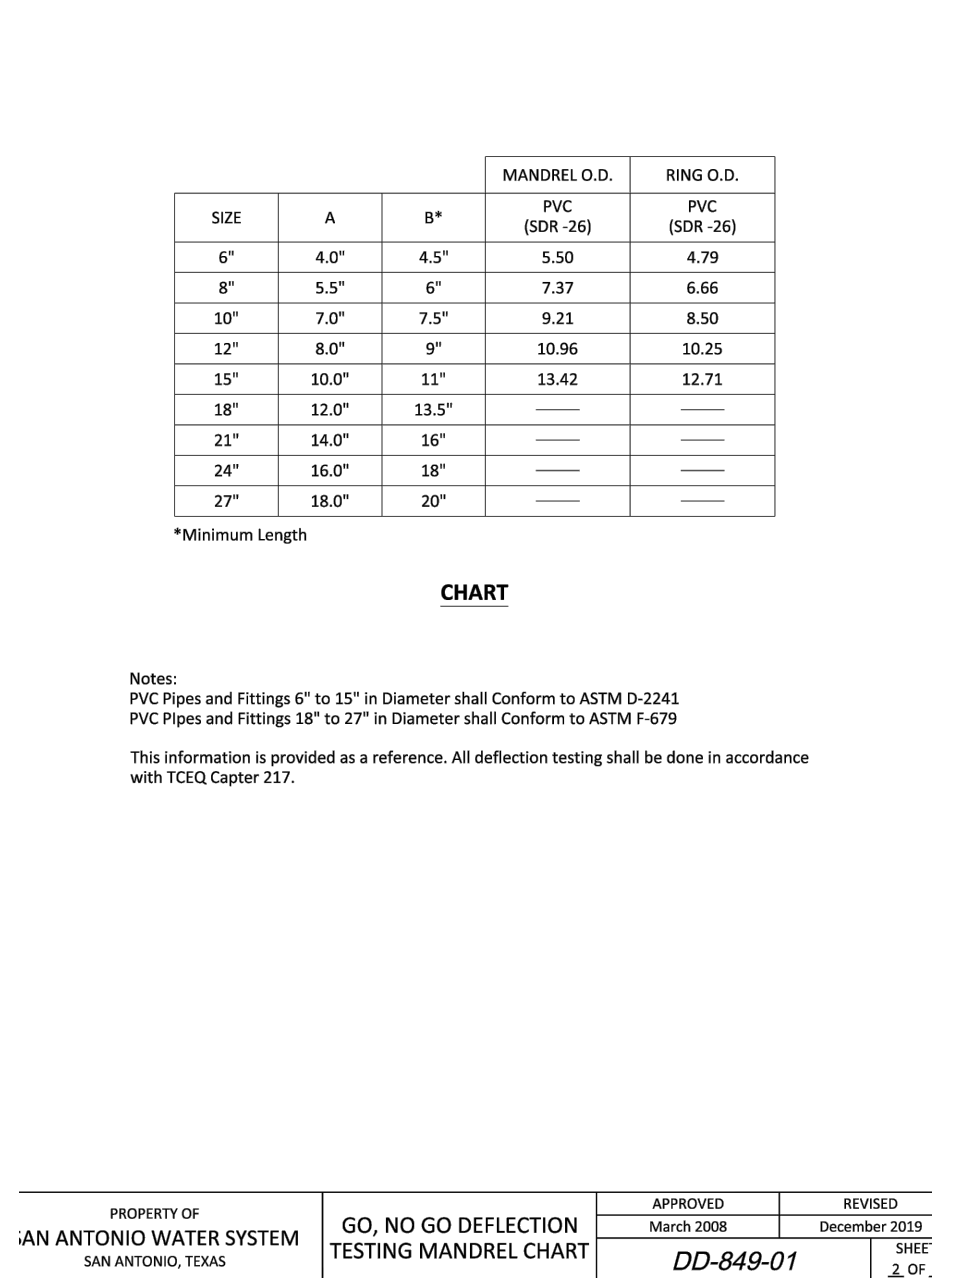 MANDREL O.D. RING O.D.
SIZE A B* PVC (SDR -26) PVC (SDR -26)
6" 4.0" 4.5" 5.50 4.79
8" 5.5" 6" 7.37 6.66
10" 7.0" 7.5" 9.21 8.50
12" 8.0" 9" 10.96 10.25
15" 10.0" 11" 13.42 12.71
18" 12.0" 13.5" —— ——
21" 14.0" 16" —— ——
24" 16.0" 18" —— ——
27" 18.0" 20" —— ——
*Minimum Length
CHART
Notes:
PVC Pipes and Fittings 6" to 15" in Diameter shall Conform to ASTM D-2241
PVC PIpes and Fittings 18" to 27" in Diameter shall Conform to ASTM F-679
This information is provided as a reference. All deflection testing shall be done in accordance
with TCEQ Capter 217.
PROPERTY OF
SAN ANTONIO WATER SYSTEM
SAN ANTONIO, TEXAS
GO, NO GO DEFLECTION
TESTING MANDREL CHART
APPROVED
March 2008
REVISED
December 2019
DD-849-01
SHEET
2 OF